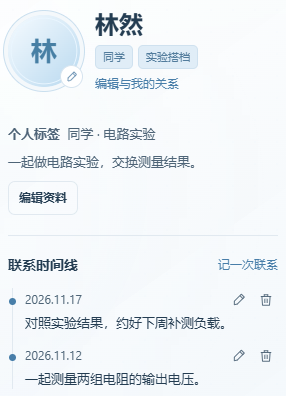 林
林然
同学 实验搭档
编辑与我的关系
个人标签 同学 · 电路实验
一起做电路实验，交换测量结果。
编辑资料
联系时间线 记一次联系
2026.11.17
对照实验结果，约好下周补测负载。
2026.11.12
一起测量两组电阻的输出电压。